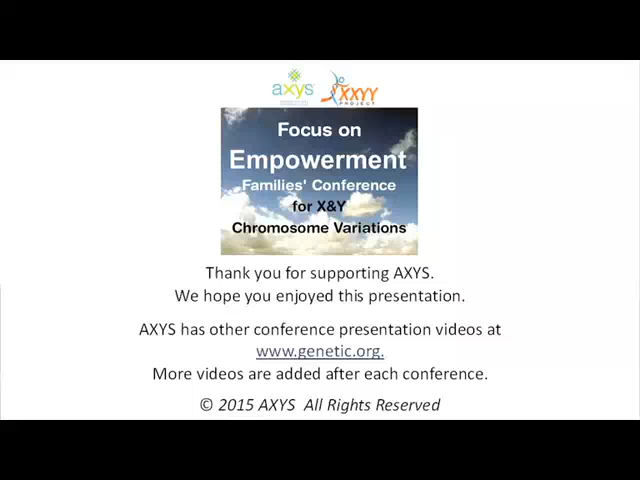 axys XXYY
PROJECT
Focus on
Empowerment
Families' Conference
for X&Y
Chromosome Variations
Thank you for supporting AXYS.
We hope you enjoyed this presentation.
AXYS has other conference presentation videos at
www.genetic.org.
More videos are added after each conference.
© 2015 AXYS All Rights Reserved